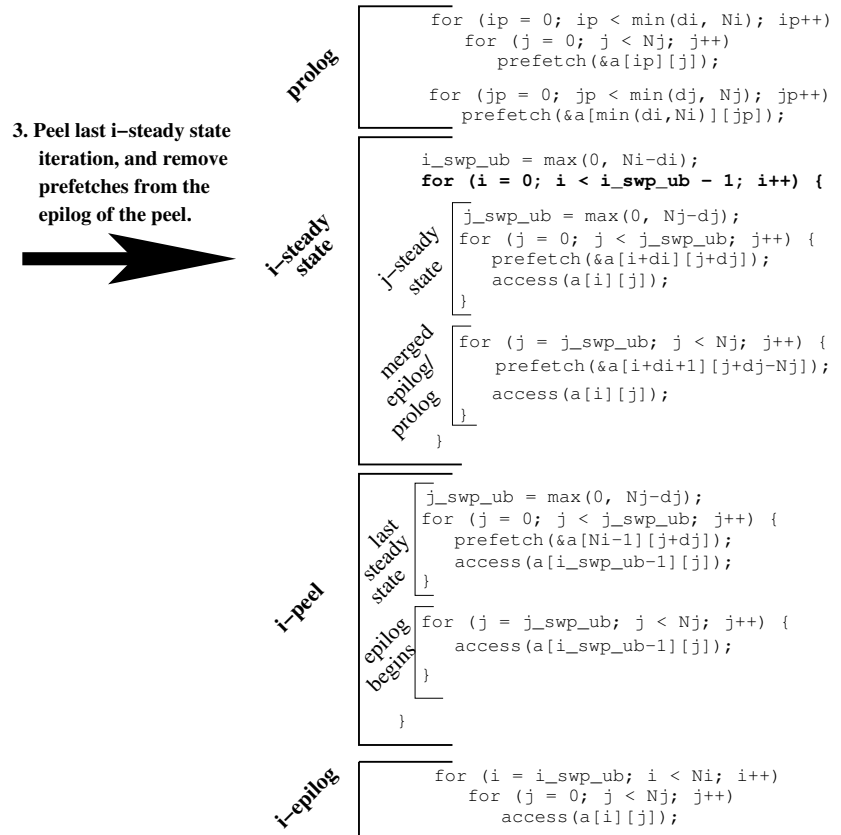 3. Peel last i-steady state
iteration, and remove
prefetches from the
epilog of the peel.
prolog
for (ip = 0; ip < min(di, Ni); ip++)
for (j = 0; j < Nj; j++)
prefetch(&a[ip][j]);
for (jp = 0; jp < min(dj, Nj); jp++)
prefetch(&a[min(di,Ni)][jp]);
i-steady
state
i_swp_ub = max(0, Ni-di);
for (i = 0; i < i_swp_ub - 1; i++) {
j-steady
state
j_swp_ub = max(0, Nj-dj);
for (j = 0; j < j_swp_ub; j++) {
prefetch(&a[i+di][j+dj]);
access(a[i][j]);
}
merged
epilog/
prolog
for (j = j_swp_ub; j < Nj; j++) {
prefetch(&a[i+di+1][j+dj-Nj]);
access(a[i][j]);
}
}
i-peel
last
steady
state
j_swp_ub = max(0, Nj-dj);
for (j = 0; j < j_swp_ub; j++) {
prefetch(&a[Ni-1][j+dj]);
access(a[i_swp_ub-1][j]);
}
epilog
begins
for (j = j_swp_ub; j < Nj; j++) {
access(a[i_swp_ub-1][j]);
}
}
i-epilog
for (i = i_swp_ub; i < Ni; i++)
for (j = 0; j < Nj; j++)
access(a[i][j]);